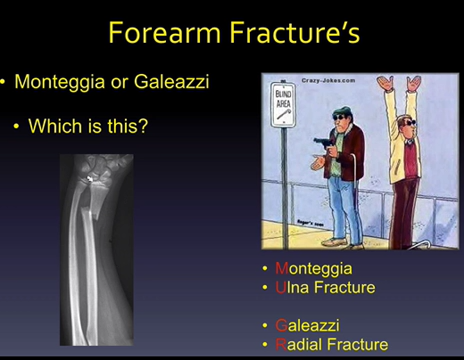 Forearm Fracture's
• Monteggia or Galeazzi
• Which is this?
Crazy-Jokes.com
BLIND
AREA
• Monteggia
• Ulna Fracture
• Galeazzi
• Radial Fracture